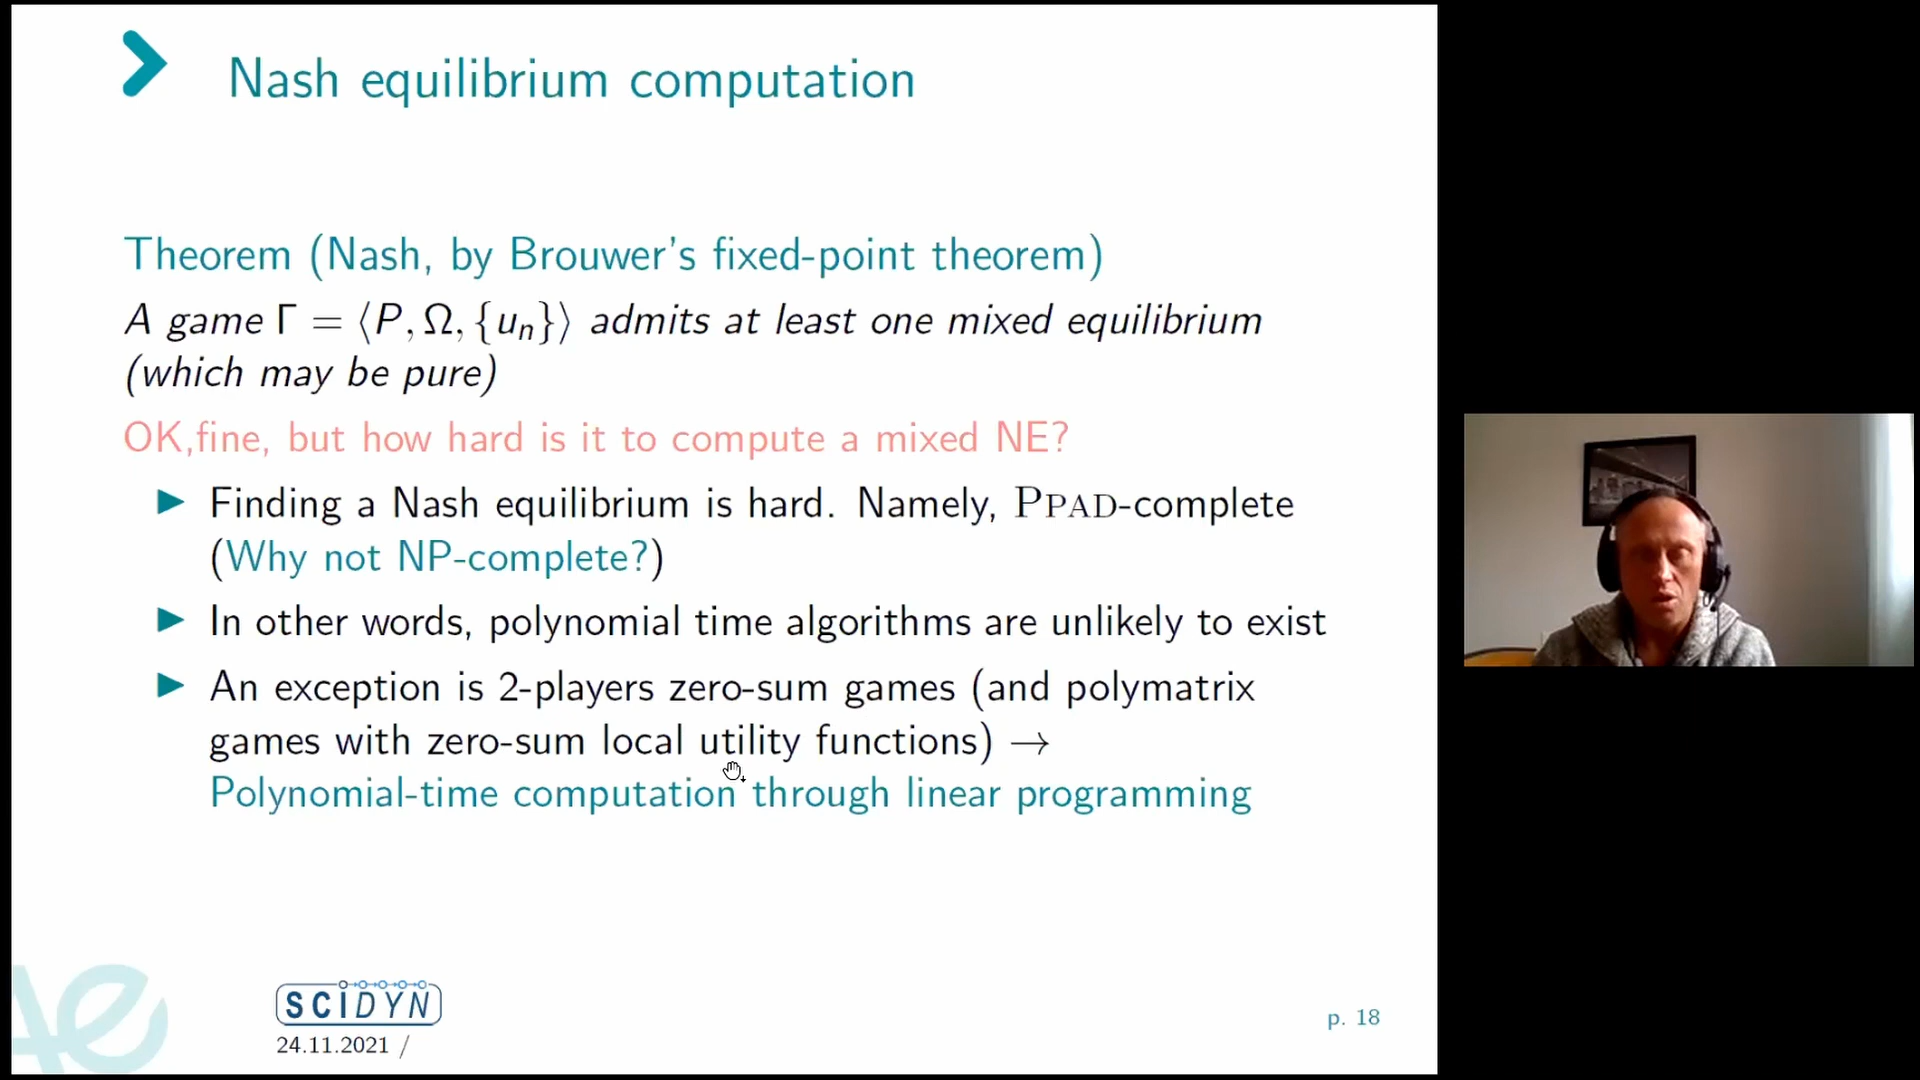 Nash equilibrium computation
Theorem (Nash, by Brouwer's fixed-point theorem)
A game Γ = ⟨P, Ω, {uₙ}⟩ admits at least one mixed equilibrium
(which may be pure)
OK,fine, but how hard is it to compute a mixed NE?
▶ Finding a Nash equilibrium is hard. Namely, PPAD-complete
(Why not NP-complete?)
▶ In other words, polynomial time algorithms are unlikely to exist
▶ An exception is 2-players zero-sum games (and polymatrix
games with zero-sum local utility functions) →
Polynomial-time computation through linear programming
SCIDYN
24.11.2021 /
p. 18